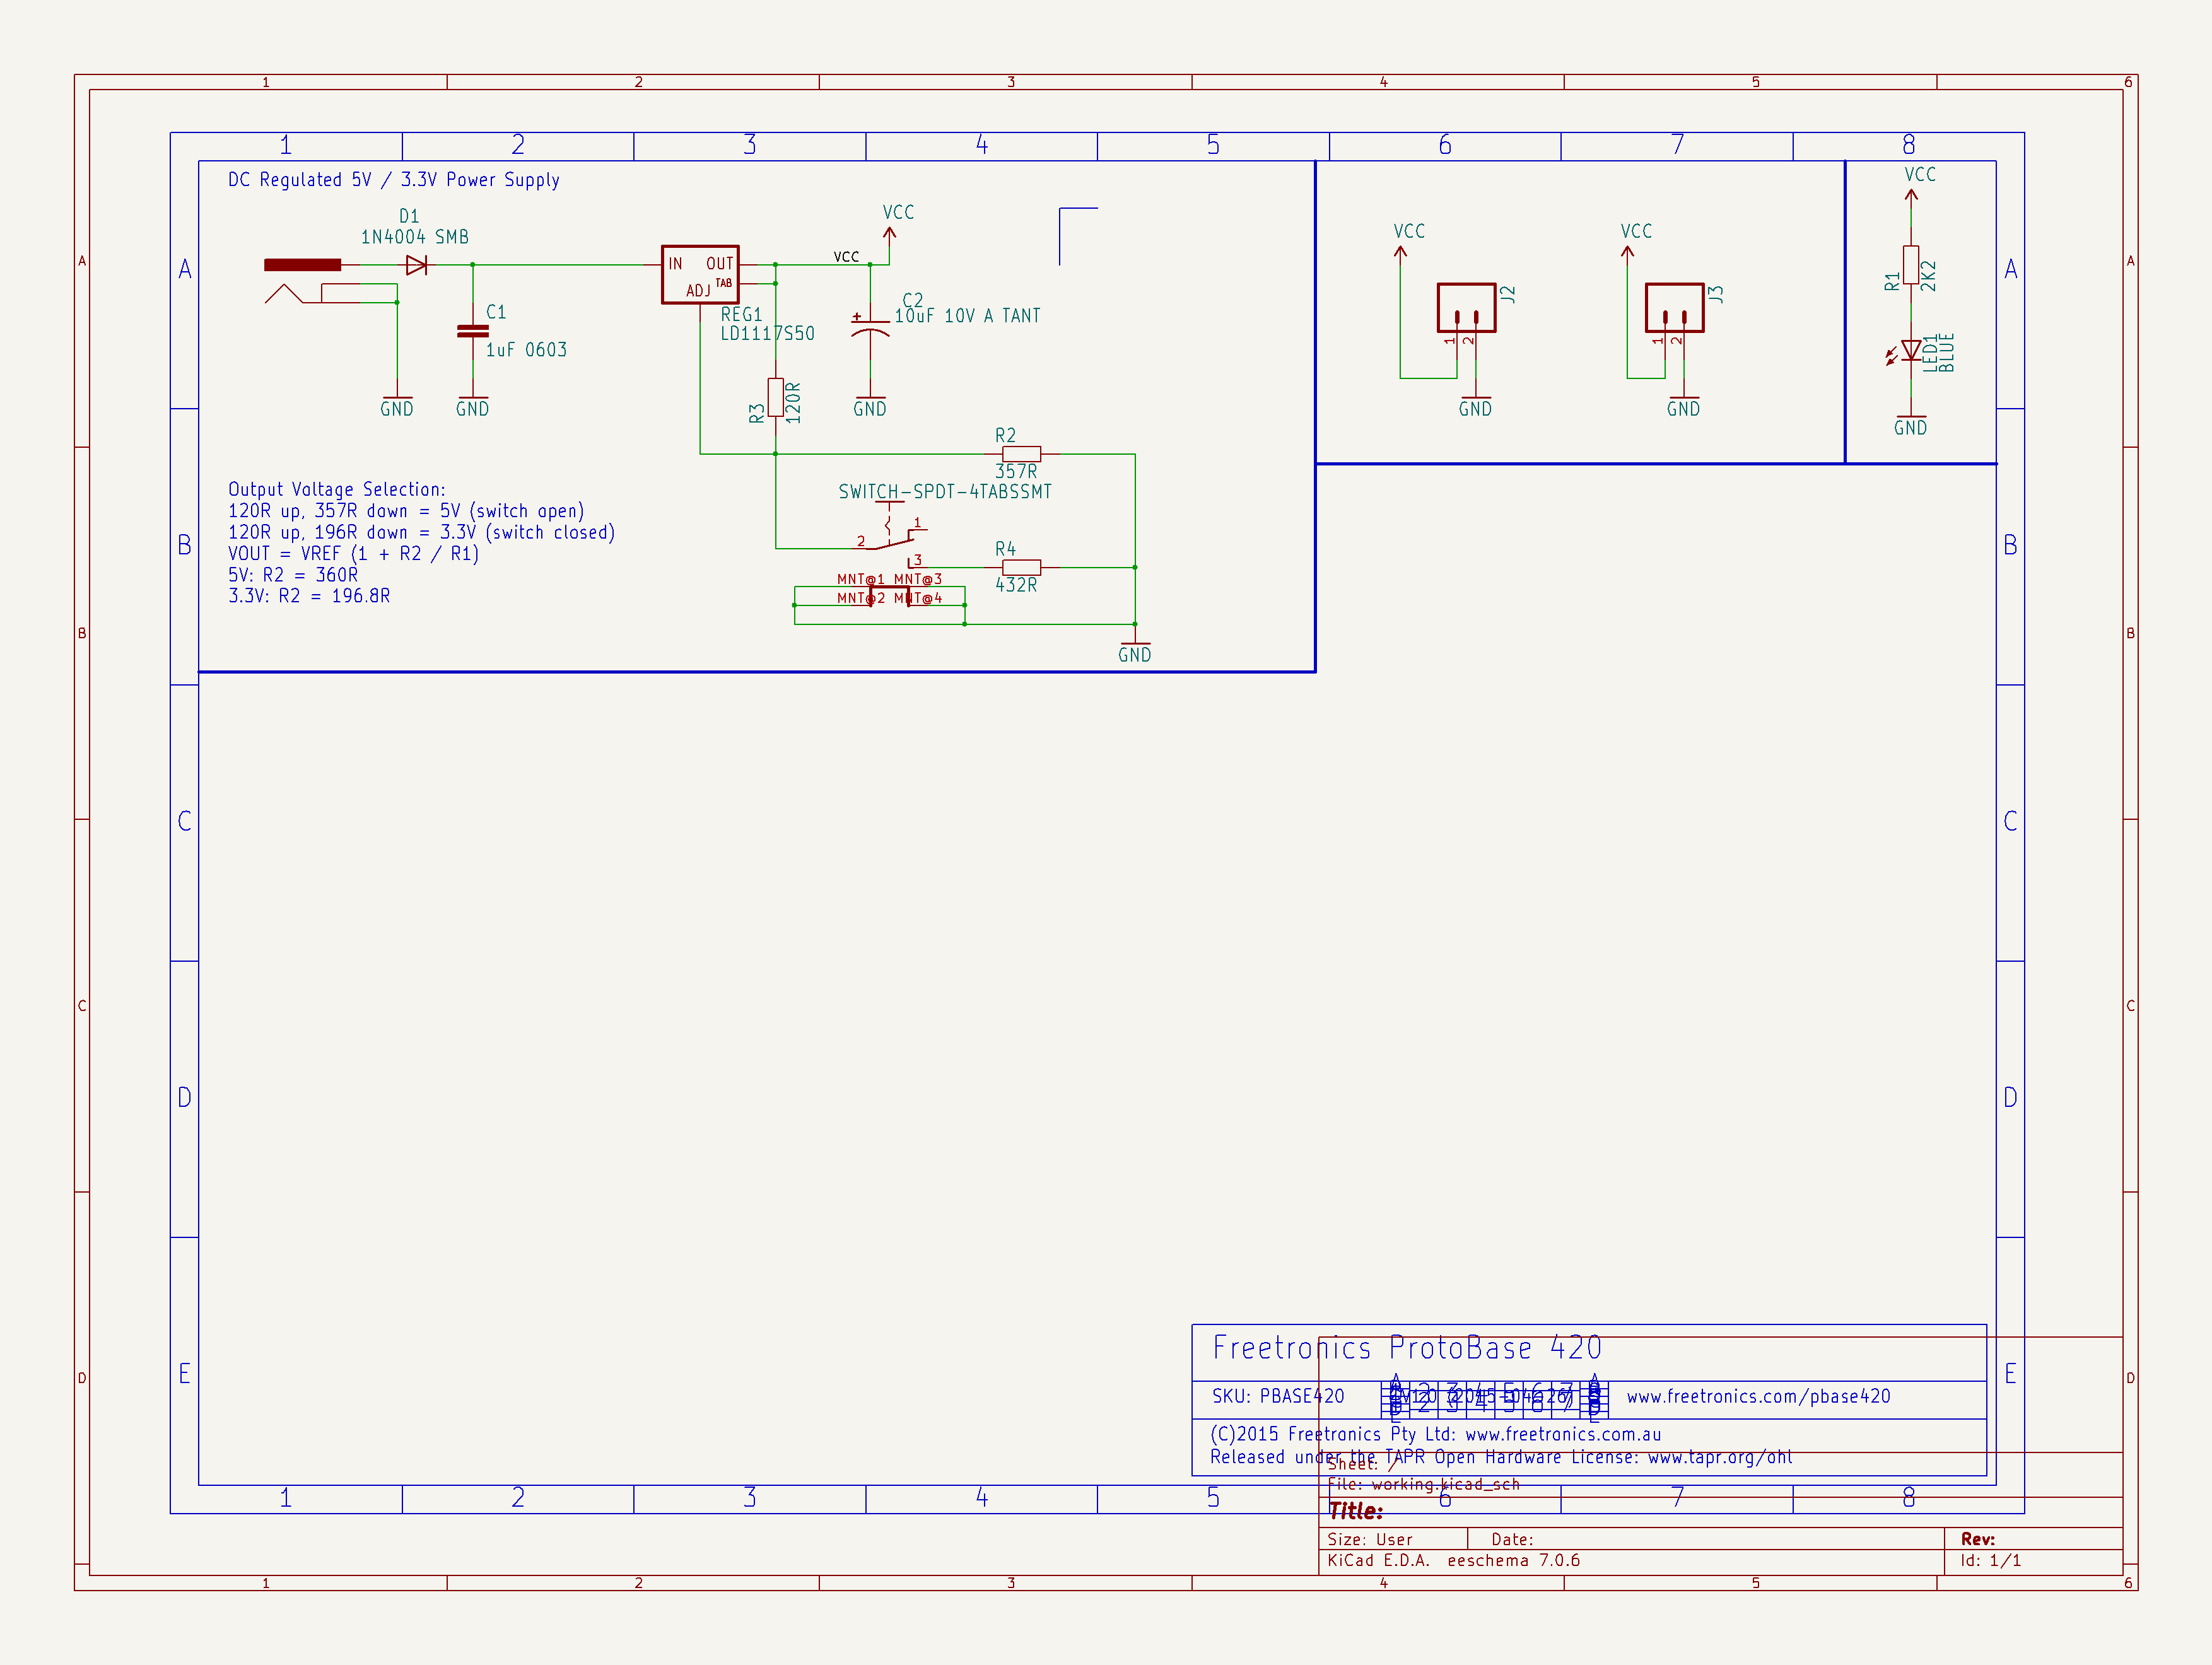 1 2 3 4 5 6
1 2 3 4 5 6 7 8
DC Regulated 5V / 3.3V Power Supply
D1
1N4004 SMB
C1
1uF 0603
GND
GND
IN OUT
TAB
ADJ
REG1
LD1117S50
VCC
VCC
C2
10uF 10V A TANT
GND
R3
120R
R2
357R
SWITCH-SPDT-4TABSSMT
1
2
3
R4
432R
MNT@1 MNT@3
MNT@2 MNT@4
GND
Output Voltage Selection:
120R up, 357R down = 5V (switch open)
120R up, 196R down = 3.3V (switch closed)
VOUT = VREF (1 + R2 / R1)
5V: R2 = 360R
3.3V: R2 = 196.8R
VCC
J2
1 2
GND
VCC
J3
1 2
GND
VCC
R1
2K2
LED1
BLUE
GND
A A
B B
C C
D D
E E
A A
B B
C C
D D
Freetronics ProtoBase 420
SKU: PBASE420
www.freetronics.com/pbase420
(C)2015 Freetronics Pty Ltd: www.freetronics.com.au
Released under the TAPR Open Hardware License: www.tapr.org/ohl
Sheet: /
File: working.kicad_sch
1 2 3 4 5 6 7 8
Title:
Size: User Date: Rev:
KiCad E.D.A. eeschema 7.0.6 Id: 1/1
1 2 3 4 5 6